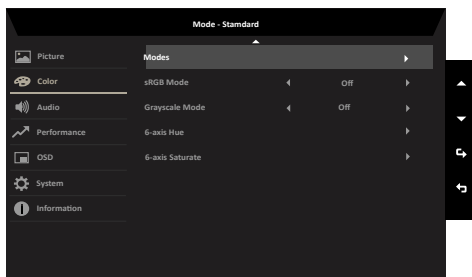 Mode - Stamdard
Picture
Color
Audio
Performance
OSD
System
Information
Modes
sRGB Mode Off
Grayscale Mode Off
6-axis Hue
6-axis Saturate